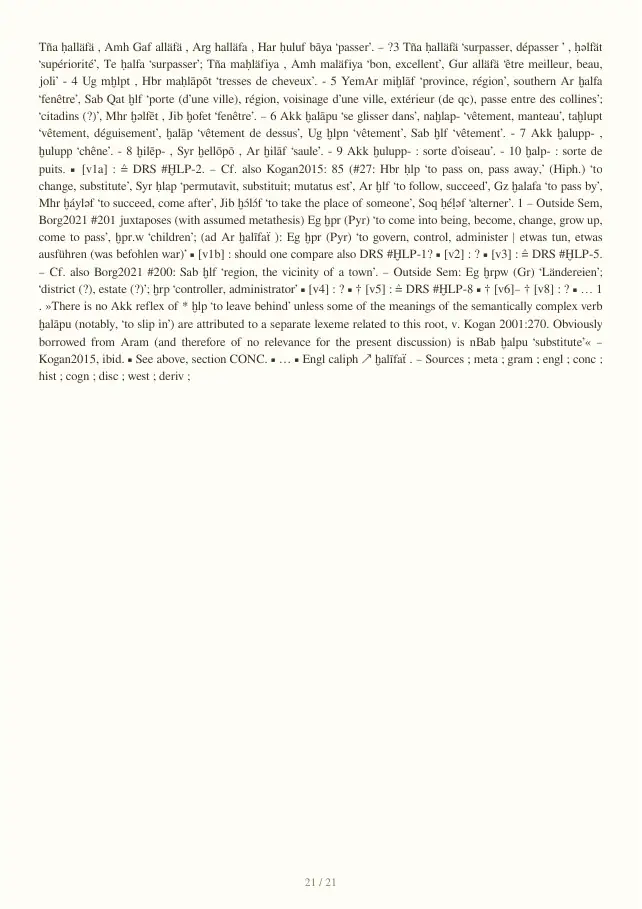 Tña ḥalläfä , Amh Gaf alläfä , Arg halläfa , Har ḥuluf bāya ‘passer’. – ?3 Tña ḥalläfä ‘surpasser, dépasser ’ , ḥəlfät
‘supériorité’, Te ḥalfa ‘surpasser’; Tña maḥläfiya , Amh maläfiya ‘bon, excellent’, Gur alläfä ‘être meilleur, beau,
joli’ - 4 Ug mḫlpt , Hbr maḥlāpōt ‘tresses de cheveux’. - 5 YemAr miḫlāf ‘province, région’, southern Ar ḫalfa
‘fenêtre’, Sab Qat ḫlf ‘porte (d’une ville), région, voisinage d’une ville, extérieur (de qc), passe entre des collines’;
‘citadins (?)’, Mhr ḫəlfēt , Jib ḫofet ‘fenêtre’. – 6 Akk ḫalāpu ‘se glisser dans’, naḫlap- ‘vêtement, manteau’, taḫlupt
‘vêtement, déguisement’, ḫalāp ‘vêtement de dessus’, Ug ḫlpn ‘vêtement’, Sab ḫlf ‘vêtement’. - 7 Akk ḫalupp- ,
ḫulupp ‘chêne’. - 8 ḫilēp- , Syr ḥellōpō , Ar ḫilāf ‘saule’. - 9 Akk ḫulupp- : sorte d’oiseau’. - 10 ḫalp- : sorte de
puits. ▪ [v1a] : ≙ DRS #ḪLP-2. – Cf. also Kogan2015: 85 (#27: Hbr ḥlp ‘to pass on, pass away,’ (Hiph.) ‘to
change, substitute’, Syr ḥlap ‘permutavit, substituit; mutatus est’, Ar ḫlf ‘to follow, succeed’, Gz ḫalafa ‘to pass by’,
Mhr ḫáyləf ‘to succeed, come after’, Jib ḫólɔ́f ‘to take the place of someone’, Soq ḥéḷəf ‘alterner’. 1 – Outside Sem,
Borg2021 #201 juxtaposes (with assumed metathesis) Eg ḫpr (Pyr) ‘to come into being, become, change, grow up,
come to pass’, ḫpr.w ‘children’; (ad Ar ḫalīfaẗ ): Eg ḫpr (Pyr) ‘to govern, control, administer | etwas tun, etwas
ausführen (was befohlen war)’ ▪ [v1b] : should one compare also DRS #ḪLP-1? ▪ [v2] : ? ▪ [v3] : ≙ DRS #ḪLP-5.
– Cf. also Borg2021 #200: Sab ḫlf ‘region, the vicinity of a town’. – Outside Sem: Eg ḫrpw (Gr) ‘Ländereien’;
‘district (?), estate (?)’; ḫrp ‘controller, administrator’ ▪ [v4] : ? ▪ † [v5] : ≙ DRS #ḪLP-8 ▪ † [v6]– † [v8] : ? ▪ … 1
. »There is no Akk reflex of * ḫlp ‘to leave behind’ unless some of the meanings of the semantically complex verb
ḫalāpu (notably, ‘to slip in’) are attributed to a separate lexeme related to this root, v. Kogan 2001:270. Obviously
borrowed from Aram (and therefore of no relevance for the present discussion) is nBab ḫalpu ‘substitute’« –
Kogan2015, ibid. ▪ See above, section CONC. ▪ … ▪ Engl caliph ↗ ḫalīfaẗ . – Sources ; meta ; gram ; engl ; conc ;
hist ; cogn ; disc ; west ; deriv ;
21 / 21